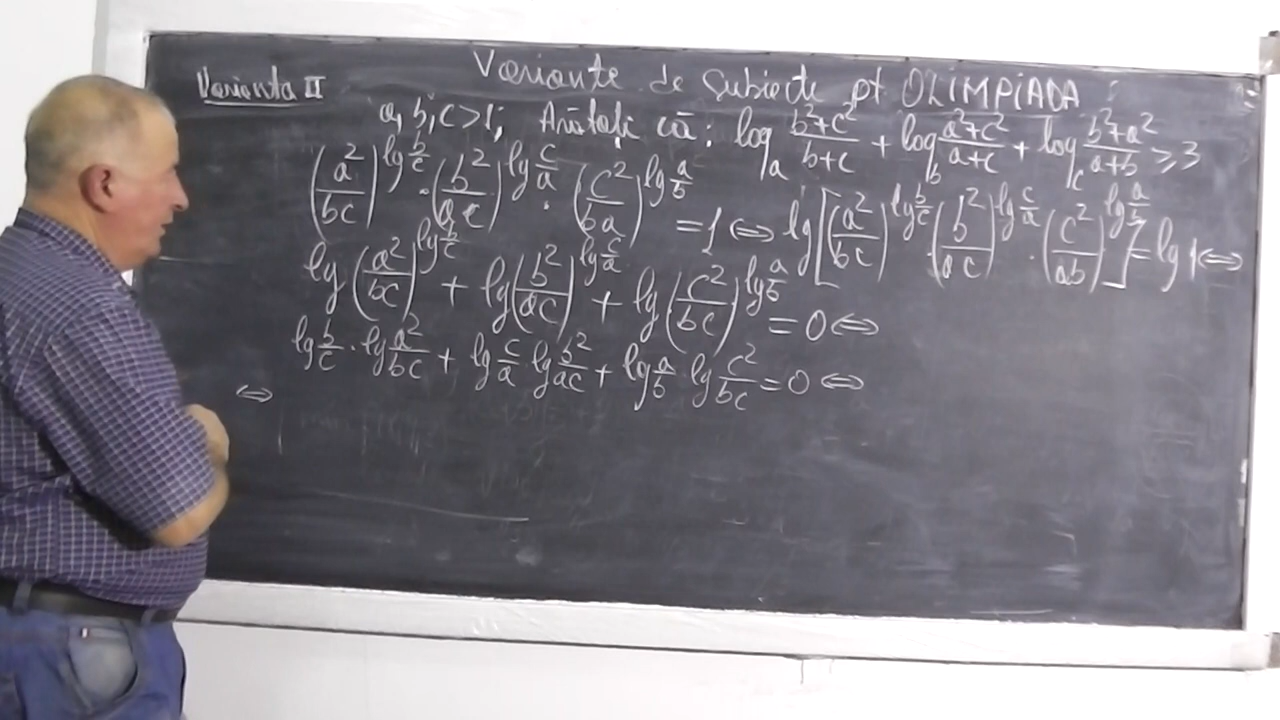 Variante de subiecte pt OLIMPIADA :
Varianta II
a, b, c > 1; Arătați că: log_a (b²+c²)/(b+c) + log_b (a²+c²)/(a+c) + log_c (b²+a²)/(a+b) ⩾ 3
(a²/bc)^(lg b/c) · (b²/ac)^(lg c/a) · (c²/ba)^(lg a/b) = 1 ⇔ lg[(a²/bc)^(lg b/c) · (b²/ac)^(lg c/a) · (c²/ab)^(lg a/b)] = lg 1 ⇔
lg (a²/bc)^(lg b/c) + lg (b²/ac)^(lg c/a) + lg (c²/bc)^(lg a/b) = 0 ⇔
lg b/c · lg a²/bc + lg c/a lg b²/ac + lg a/b lg c²/bc = 0 ⇔
⇔